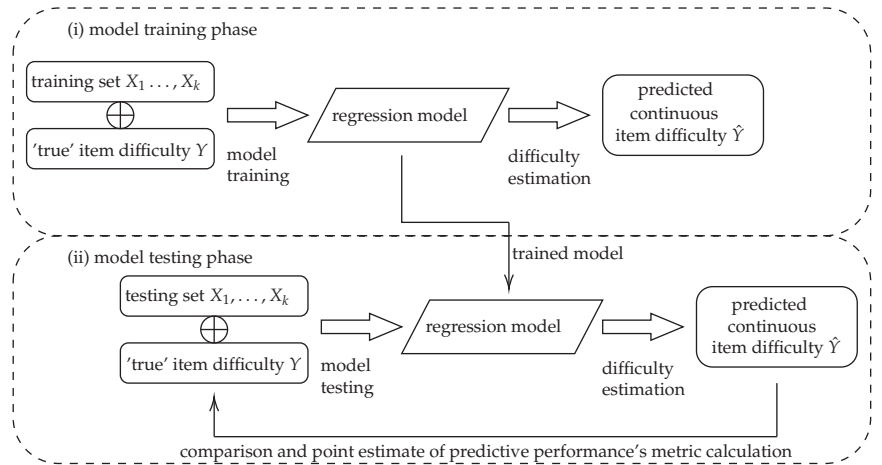 (i) model training phase
training set X₁ . . . , Xₖ
'true' item difficulty Y
model
training
regression model
difficulty
estimation
predicted
continuous
item difficulty Ŷ
trained model
(ii) model testing phase
testing set X₁, . . . , Xₖ
'true' item difficulty Y
model
testing
regression model
difficulty
estimation
predicted
continuous
item difficulty Ŷ
comparison and point estimate of predictive performance's metric calculation